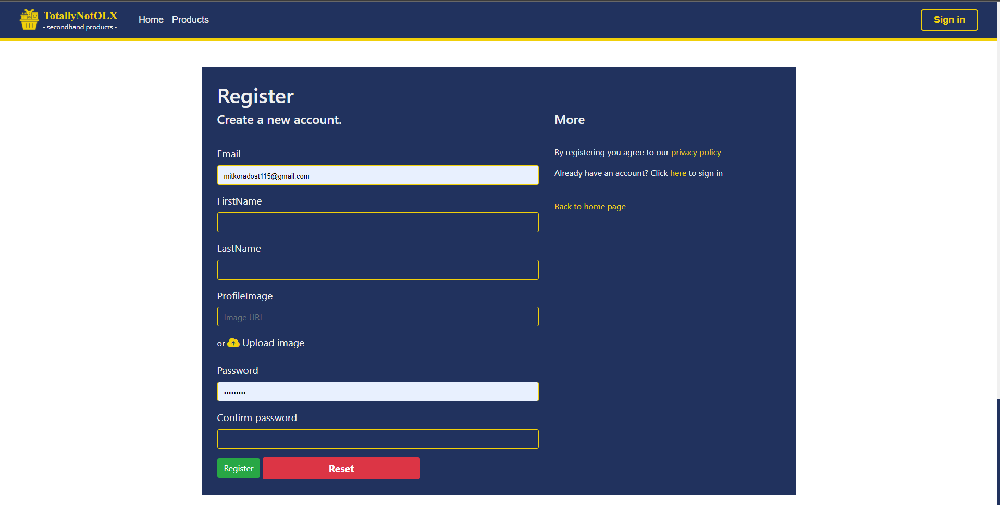 TotallyNotOLX
- secondhand products -
Home
Products
Sign in
Register
Create a new account.
Email
mitkoradost115@gmail.com
FirstName
LastName
ProfileImage
Image URL
or Upload image
Password
•••••••••
Confirm password
Register
Reset
More
By registering you agree to our privacy policy
Already have an account? Click here to sign in
Back to home page